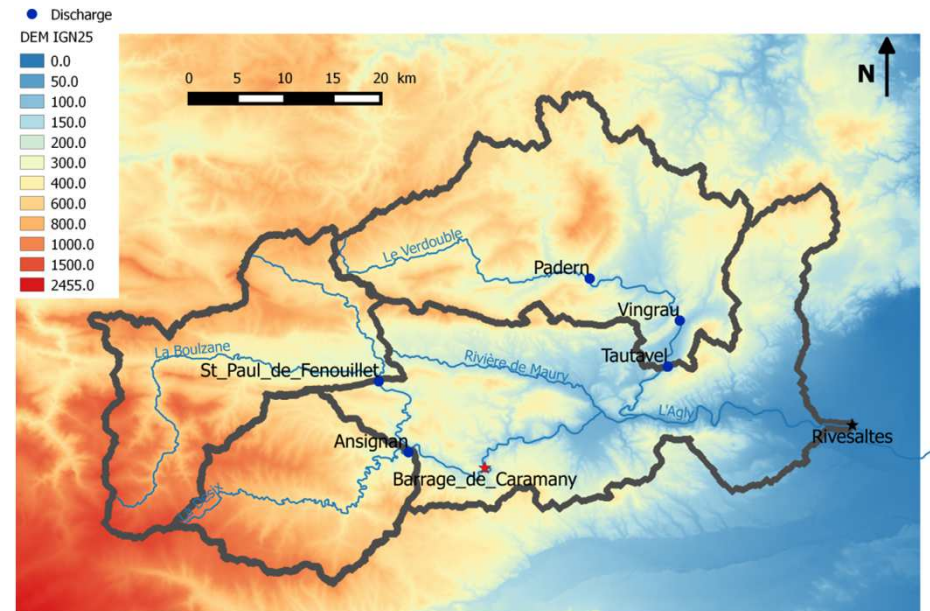 Discharge
DEM IGN25
0.0
50.0
100.0
150.0
200.0
300.0
400.0
600.0
800.0
1000.0
1500.0
2455.0
0 5 10 15 20 km
N
Le Verdouble
Padern
Vingrau
Tautavel
La Boulzane
St_Paul_de_Fenouillet
Rivière de Maury
L'Agly
Rivesaltes
Ansignan
Barrage_de_Caramany